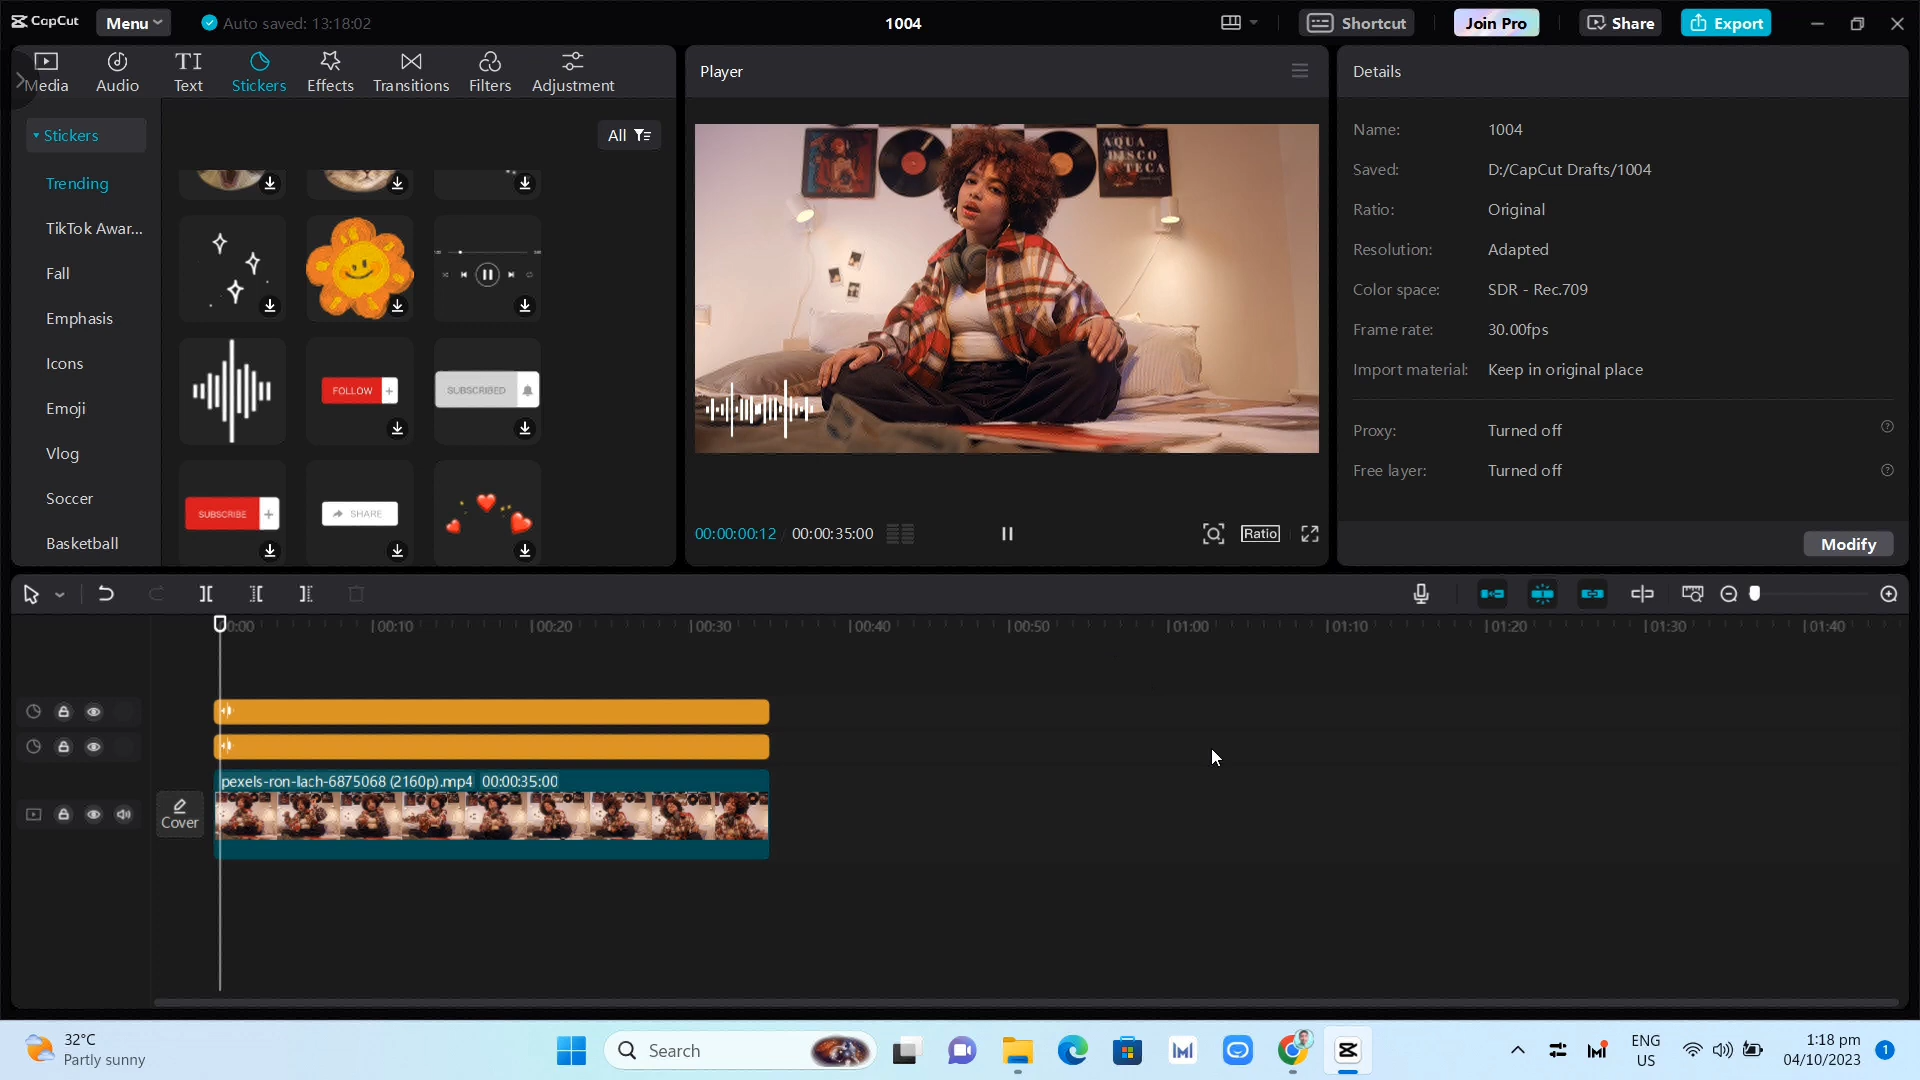 CapCut
Menu
Auto saved: 13:18:02
1004
Shortcut
Join Pro
Share
Export
Media
Audio
Text
Stickers
Effects
Transitions
Filters
Adjustment
Player
Details
Stickers
All
Trending
TikTok Awar...
Fall
Emphasis
Icons
Emoji
Vlog
Soccer
Basketball
FOLLOW +
SUBSCRIBED
SUBSCRIBE +
SHARE
AQUA
DISCO
TECA
00:00:00:12
00:00:35:00
Ratio
Name: 1004
Saved: D:/CapCut Drafts/1004
Ratio: Original
Resolution: Adapted
Color space: SDR - Rec.709
Frame rate: 30.00fps
Import material: Keep in original place
Proxy: Turned off
Free layer: Turned off
Modify
00:00
00:10
00:20
00:30
00:40
00:50
01:00
01:10
01:20
01:30
01:40
pexels-ron-lach-6875068 (2160p).mp4 00:00:35:00
Cover
32°C
Partly sunny
Search
ENG
US
1:18 pm
04/10/2023
1